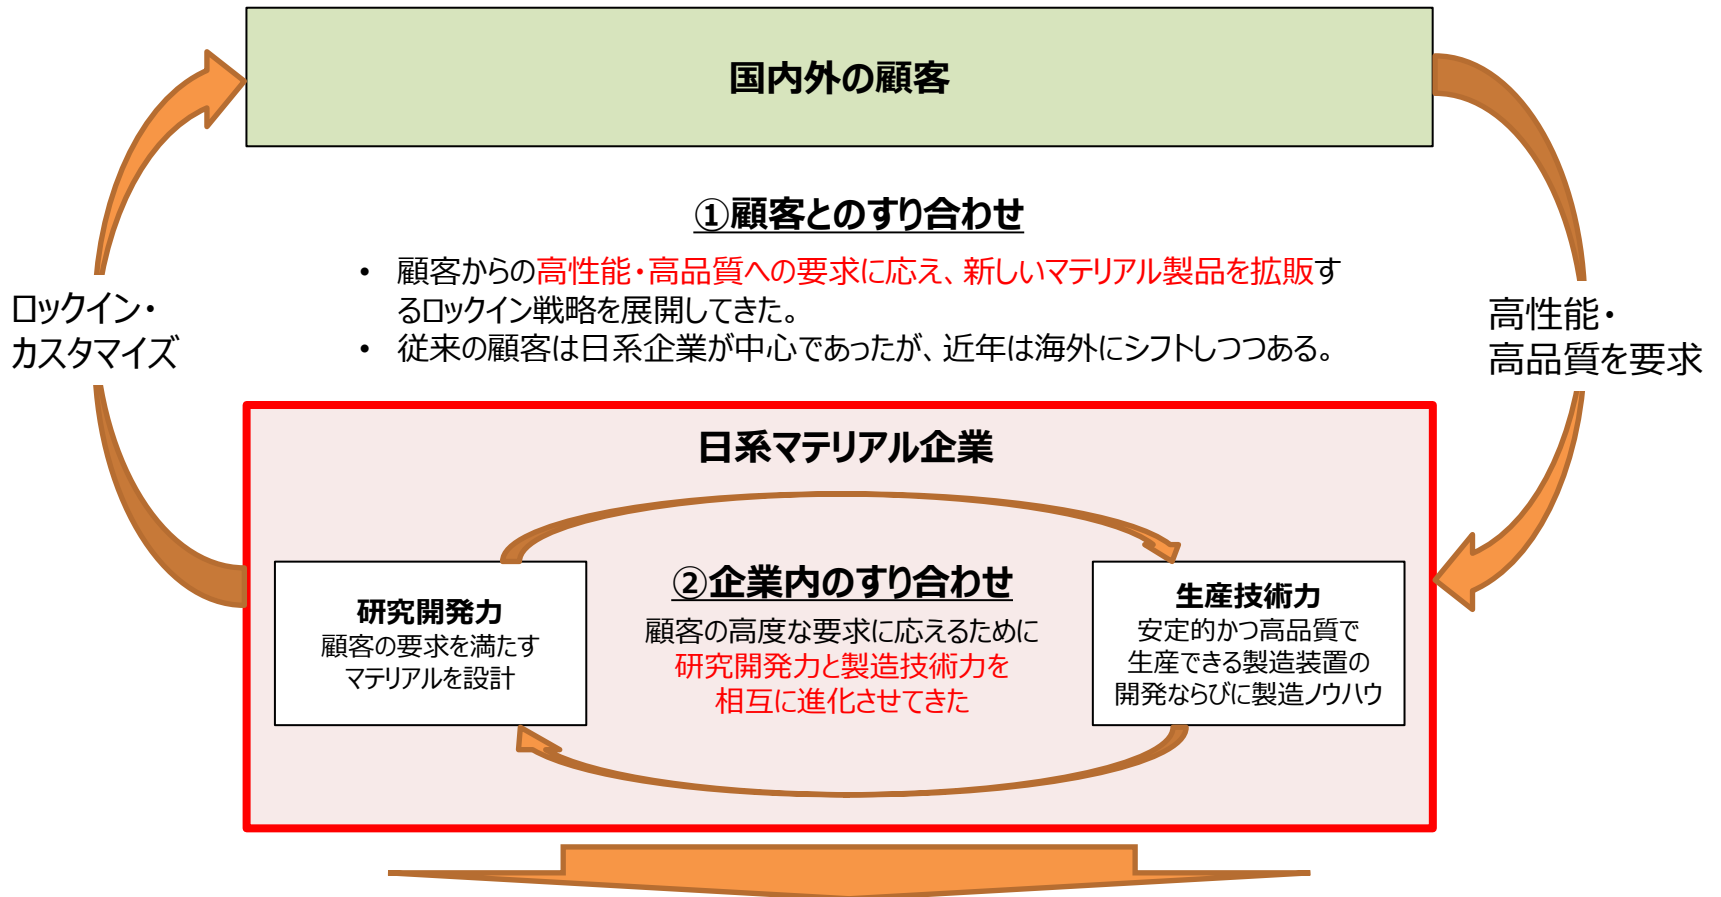 国内外の顧客
①顧客とのすり合わせ
• 顧客からの高性能・高品質への要求に応え、新しいマテリアル製品を拡販す
るロックイン戦略を展開してきた。
• 従来の顧客は日系企業が中心であったが、近年は海外にシフトしつつある。
ロックイン・
カスタマイズ
高性能・
高品質を要求
日系マテリアル企業
研究開発力
顧客の要求を満たす
マテリアルを設計
②企業内のすり合わせ
顧客の高度な要求に応えるために
研究開発力と製造技術力を
相互に進化させてきた
生産技術力
安定的かつ高品質で
生産できる製造装置の
開発ならびに製造ノウハウ